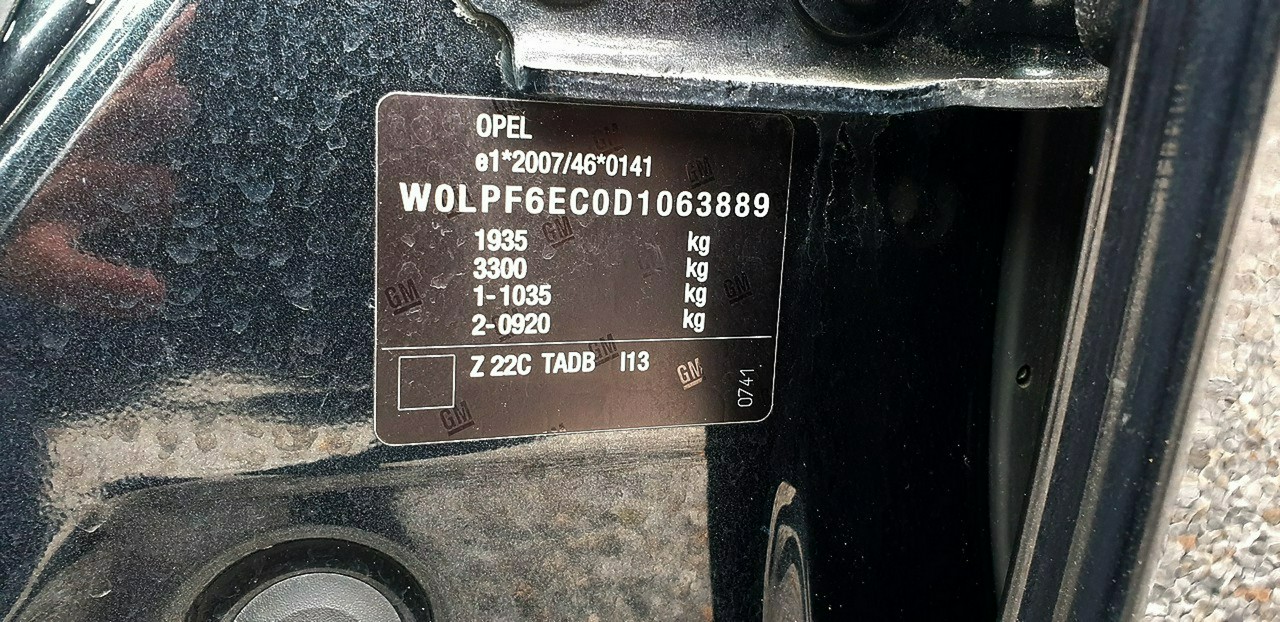 OPEL
e1*2007/46*0141
W0LPF6EC0D1063889
1935 kg
3300 kg
1-1035 kg
2-0920 kg
Z 22C TADB I13
GM
0741